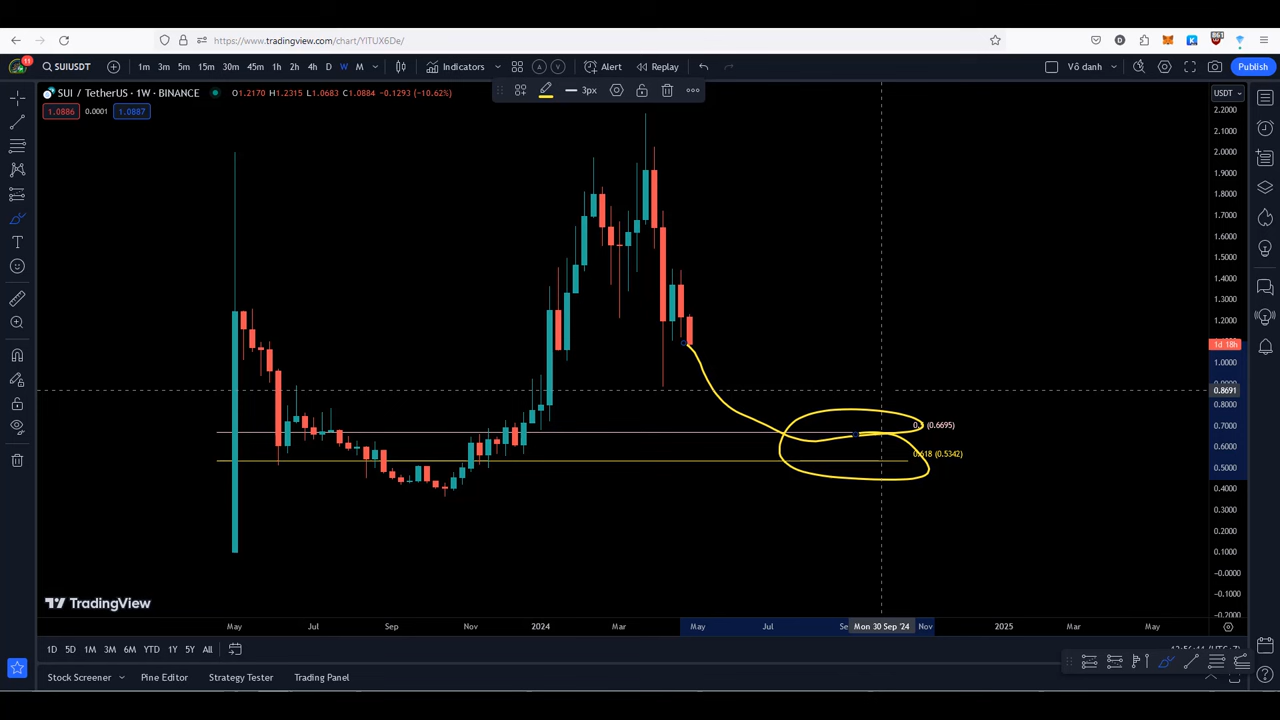 https://www.tradingview.com/chart/YITUX6De/
861
11
SUIUSDT
1m 3m 5m 15m 30m 45m 1h 2h 4h D W M
Indicators
Alert
Replay
Vô danh
Publish
SUI / TetherUS · 1W · BINANCE
O1.2170 H1.2315 L1.0683 C1.0884 -0.1293 (-10.62%)
3px
USDT
1.0886 0.0001 1.0887
2.2000
2.1000
2.0000
1.9000
1.8000
1.7000
1.6000
1.5000
1.4000
1.3000
1.2000
1d 18h
1.0000
0.8691
0.8000
0.7000
0.6000
0.5000
0.4000
0.3000
0.2000
0.1000
−0.0000
−0.1000
−0.2000
(0.6695)
(0.5342)
TradingView
May Jul Sep Nov 2024 Mar May Jul Mon 30 Sep '24 Nov 2025 Mar May
1D 5D 1M 3M 6M YTD 1Y 5Y All
Stock Screener
Pine Editor
Strategy Tester
Trading Panel